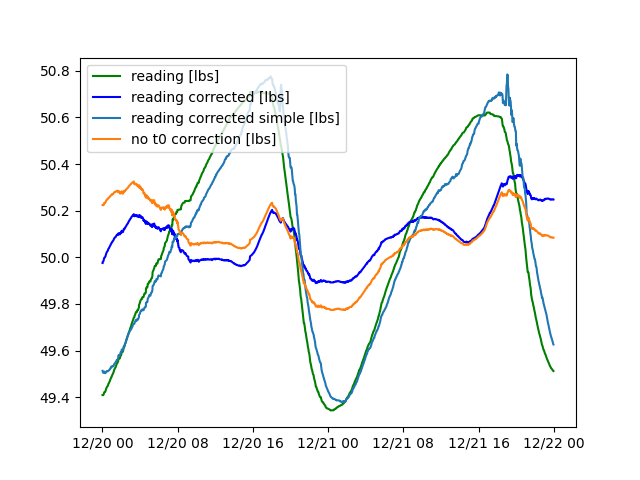 reading [lbs]
reading corrected [lbs]
reading corrected simple [lbs]
no t0 correction [lbs]
50.8
50.6
50.4
50.2
50.0
49.8
49.6
49.4
12/20 00 12/20 08 12/20 16 12/21 00 12/21 08 12/21 16 12/22 00